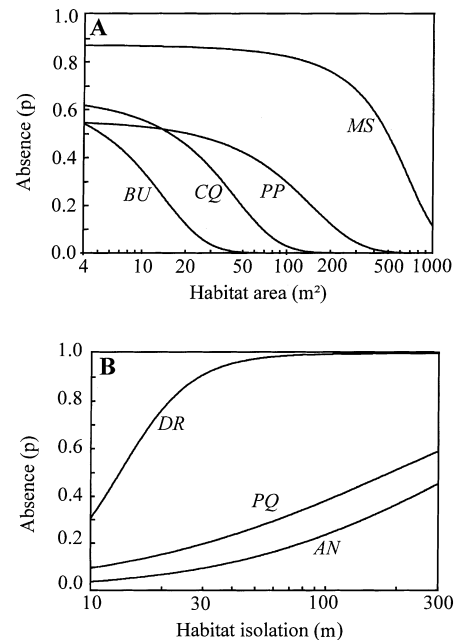 A
1.0
0.8
0.6
0.4
0.2
0.0
Absence (p)
MS
BU
CQ
PP
4 10 20 50 100 200 500 1000
Habitat area (m²)
B
1.0
0.8
0.6
0.4
0.2
0.0
Absence (p)
DR
PQ
AN
10 30 100 300
Habitat isolation (m)